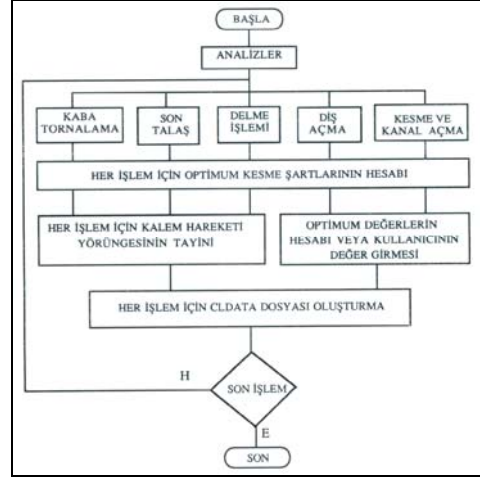 BAŞLA
ANALİZLER
KABA
TORNALAMA
SON
TALAŞ
DELME
İŞLEMİ
DİŞ
AÇMA
KESME VE
KANAL AÇMA
HER İŞLEM İÇİN OPTİMUM KESME ŞARTLARININ HESABI
HER İŞLEM İÇİN KALEM HAREKETİ
YÖRÜNGESİNİN TAYİNİ
OPTİMUM DEĞERLERİN
HESABI VEYA KULLANICININ
DEĞER GİRMESİ
HER İŞLEM İÇİN CLDATA DOSYASI OLUŞTURMA
H
SON İŞLEM
E
SON